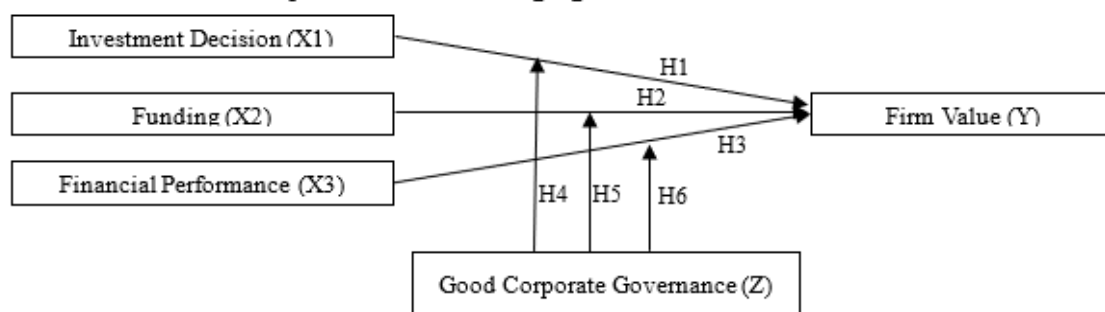 Investment Decision (X1)
H1
H2
Funding (X2)
Firm Value (Y)
H3
Financial Performance (X3)
H4
H5
H6
Good Corporate Governance (Z)